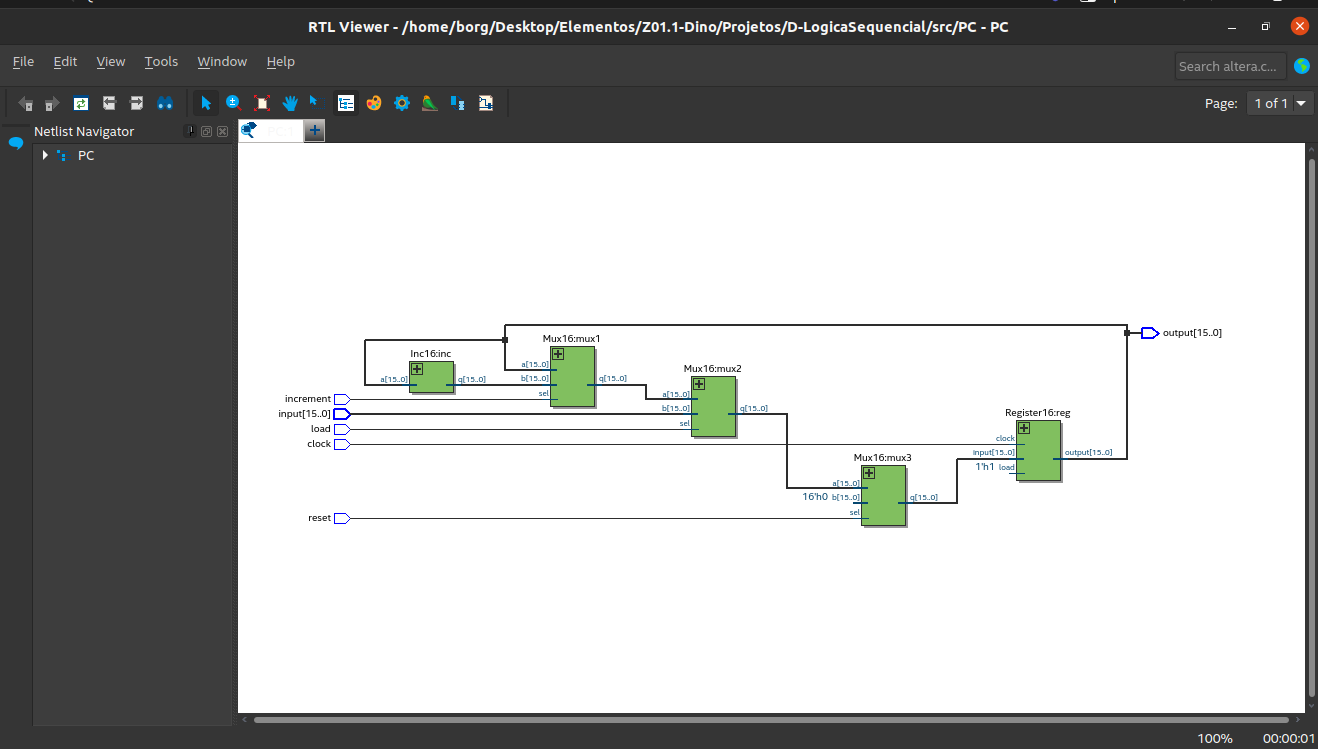 RTL Viewer - /home/borg/Desktop/Elementos/Z01.1-Dino/Projetos/D-LogicaSequencial/src/PC - PC
File Edit View Tools Window Help
Search altera.c...
Page: 1 of 1
Netlist Navigator
PC
output[15..0]
Mux16:mux1
Inc16:inc
a[15..0]
q[15..0]
a[15..0]
b[15..0]
sel
q[15..0]
Mux16:mux2
a[15..0]
b[15..0]
sel
q[15..0]
increment
input[15..0]
load
clock
Register16:reg
clock
input[15..0]
1'h1 load
output[15..0]
Mux16:mux3
a[15..0]
16'h0 b[15..0]
sel
q[15..0]
reset
100% 00:00:01